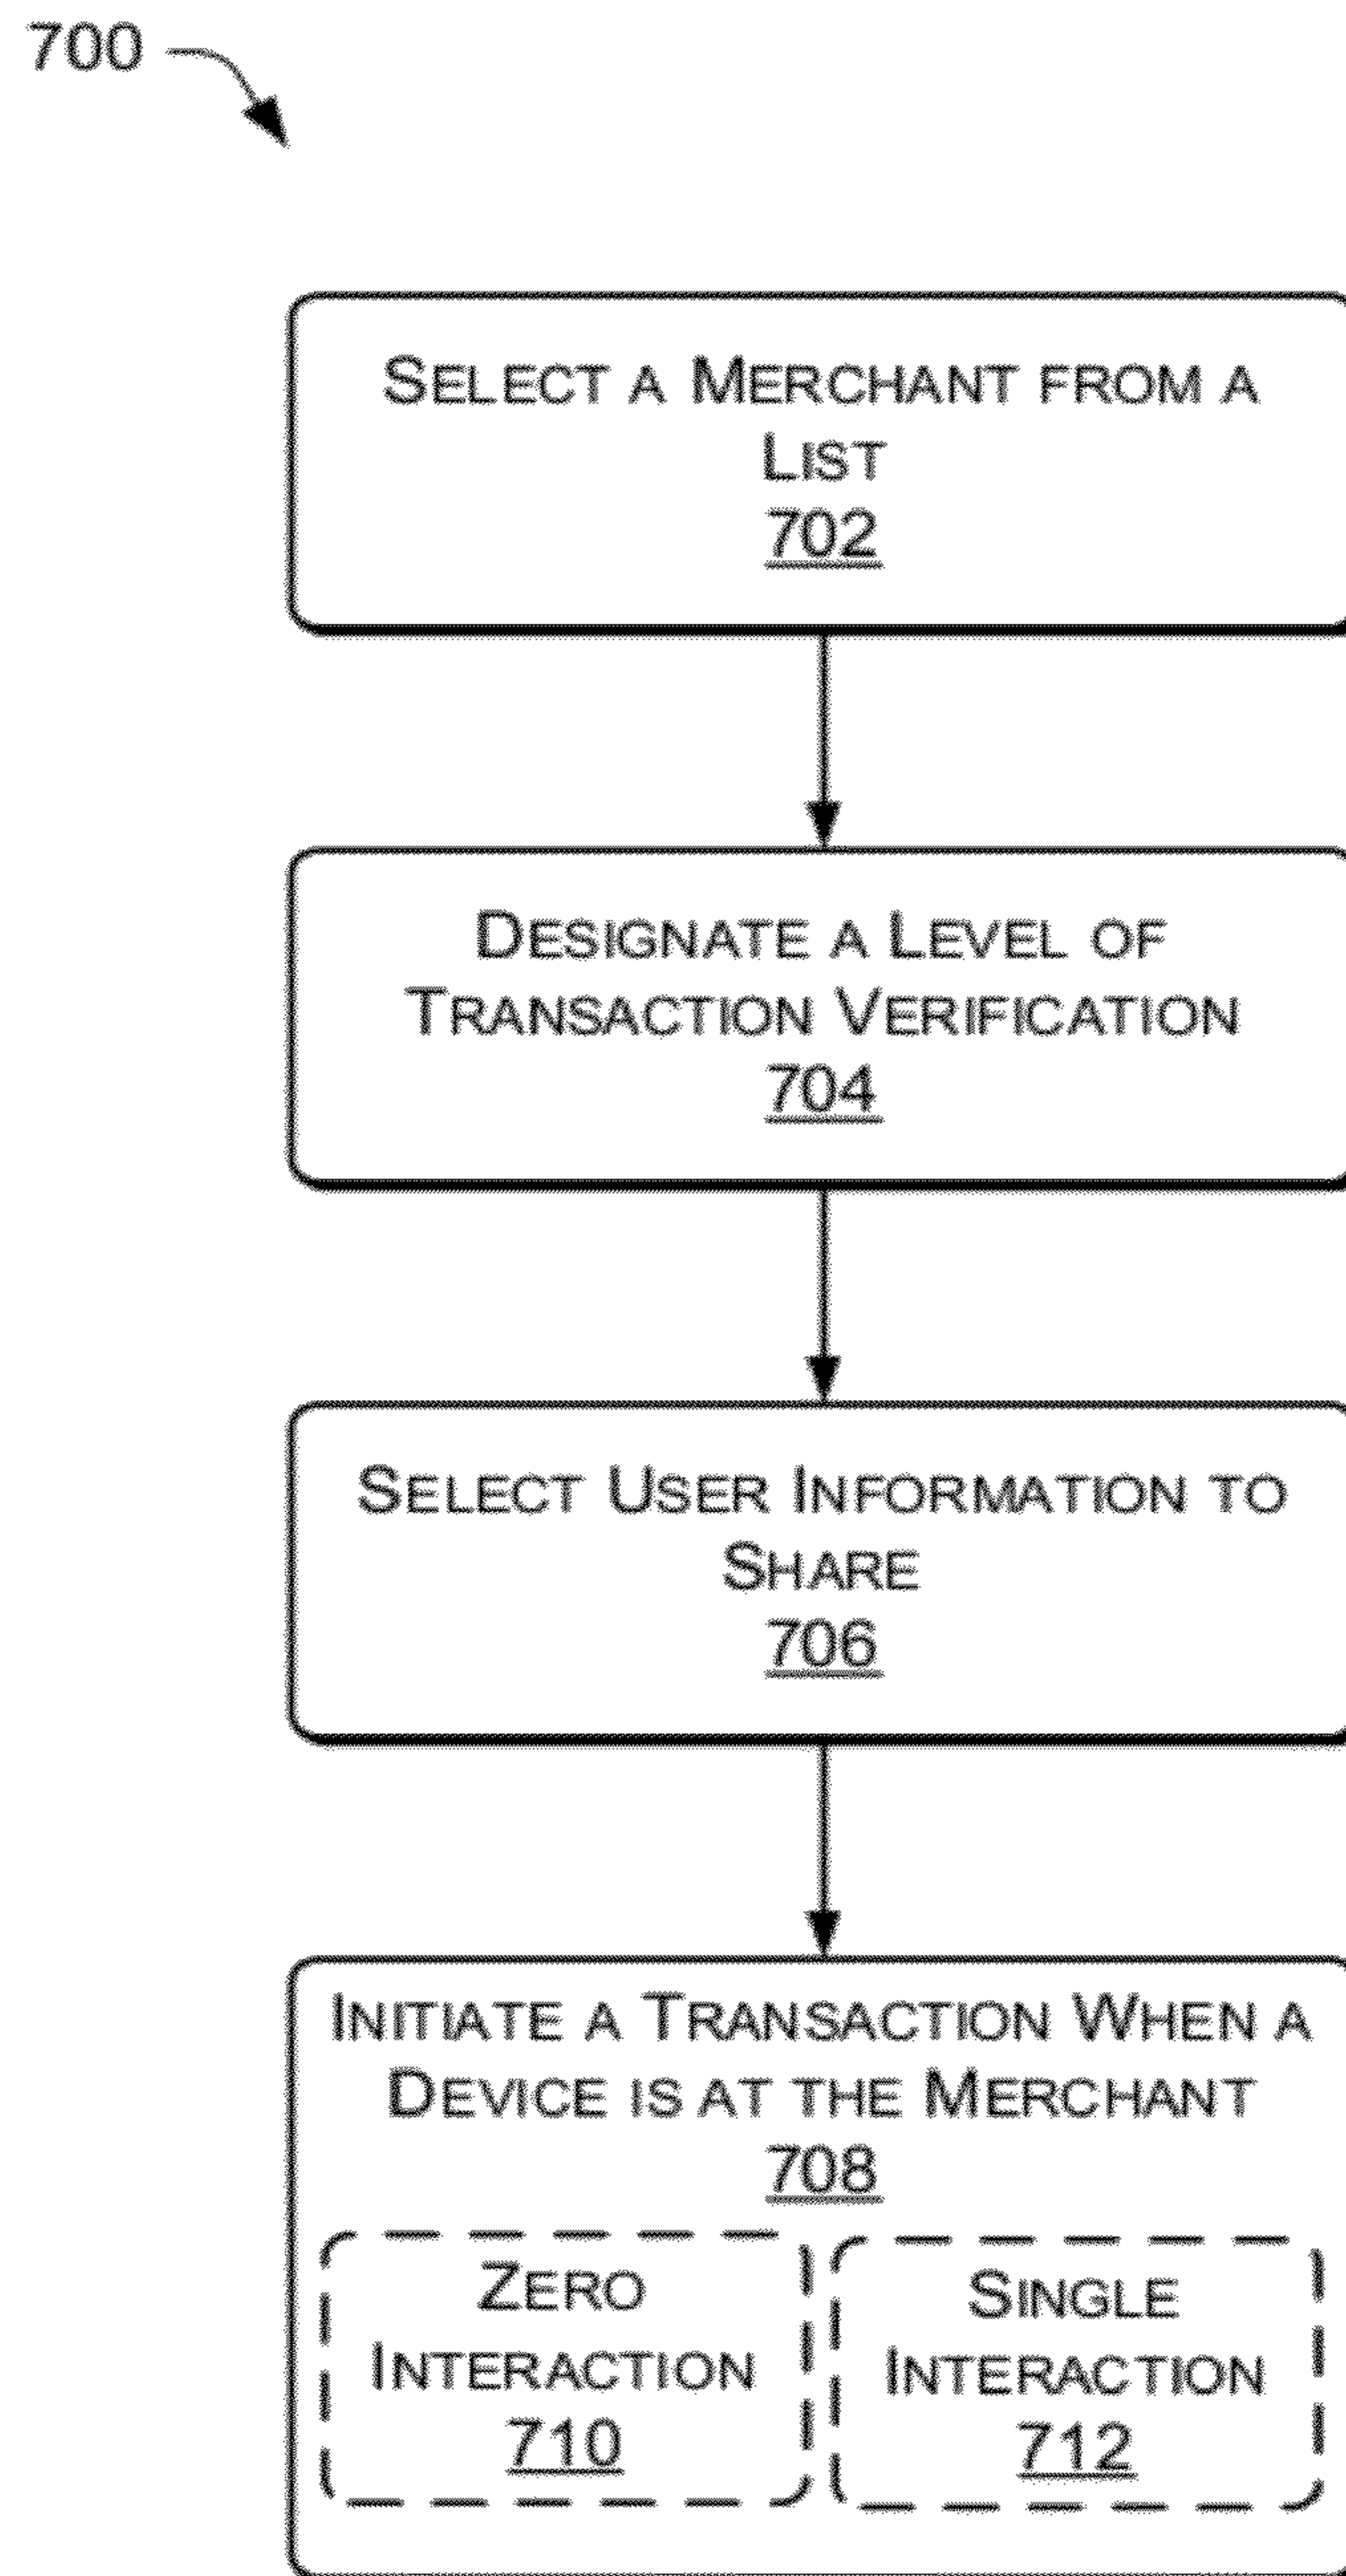 700
SELECT A MERCHANT FROM A
LIST
702
DESIGNATE A LEVEL OF
TRANSACTION VERIFICATION
704
SELECT USER INFORMATION TO
SHARE
706
INITIATE A TRANSACTION WHEN A
DEVICE IS AT THE MERCHANT
708
ZERO
INTERACTION
710
SINGLE
INTERACTION
712